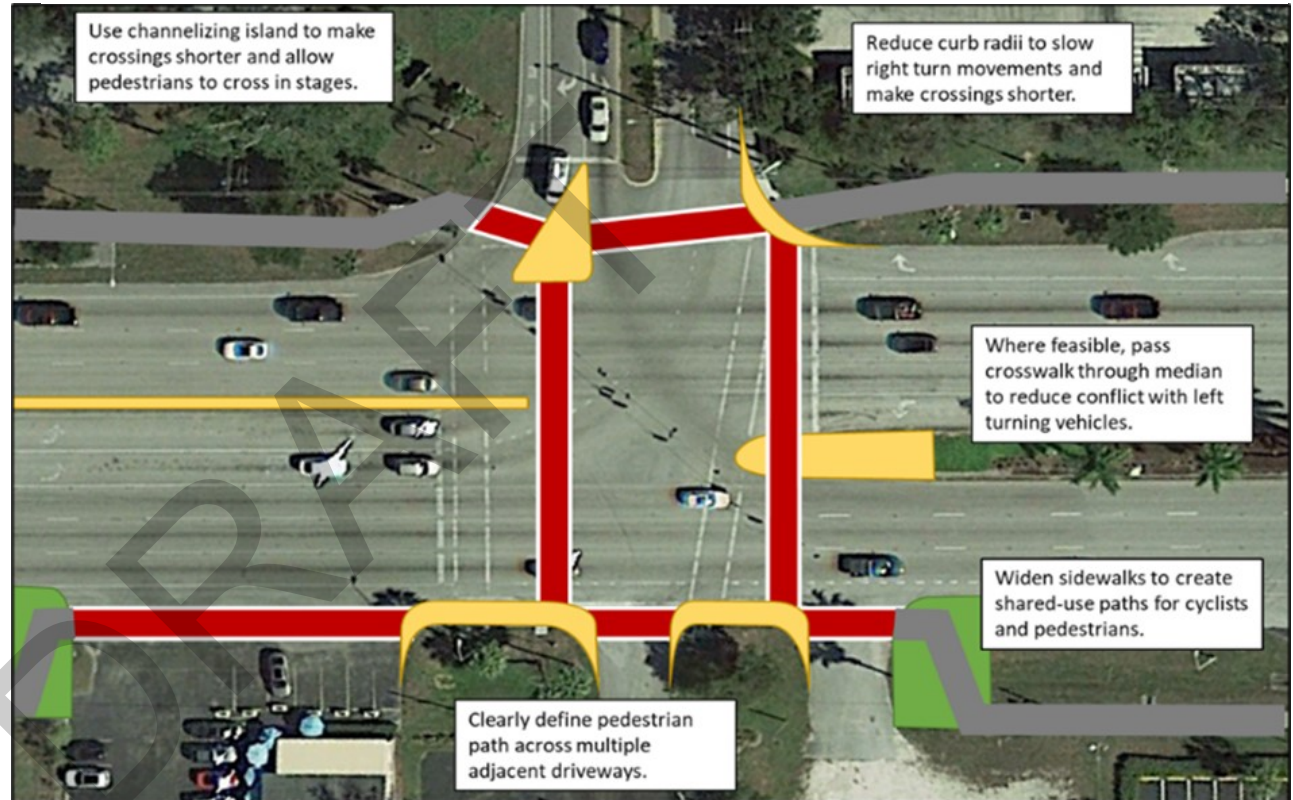 Use channelizing island to make
crossings shorter and allow
pedestrians to cross in stages.
Reduce curb radii to slow
right turn movements and
make crossings shorter.
Where feasible, pass
crosswalk through median
to reduce conflict with left
turning vehicles.
Widen sidewalks to create
shared-use paths for cyclists
and pedestrians.
Clearly define pedestrian
path across multiple
adjacent driveways.
DRAFT